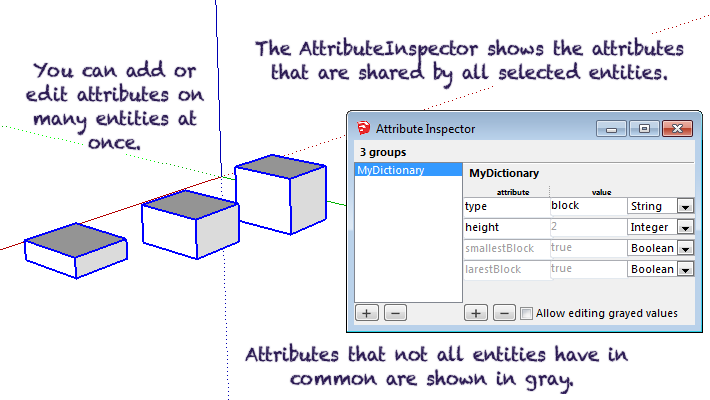 The AttributeInspector shows the attributes
that are shared by all selected entities.
You can add or
edit attributes on
many entities at
once.
Attribute Inspector
3 groups
MyDictionary
MyDictionary
attribute value
type block String
height 2 Integer
smallestBlock true Boolean
larestBlock true Boolean
+ − + − Allow editing grayed values
Attributes that not all entities have in
common are shown in gray.